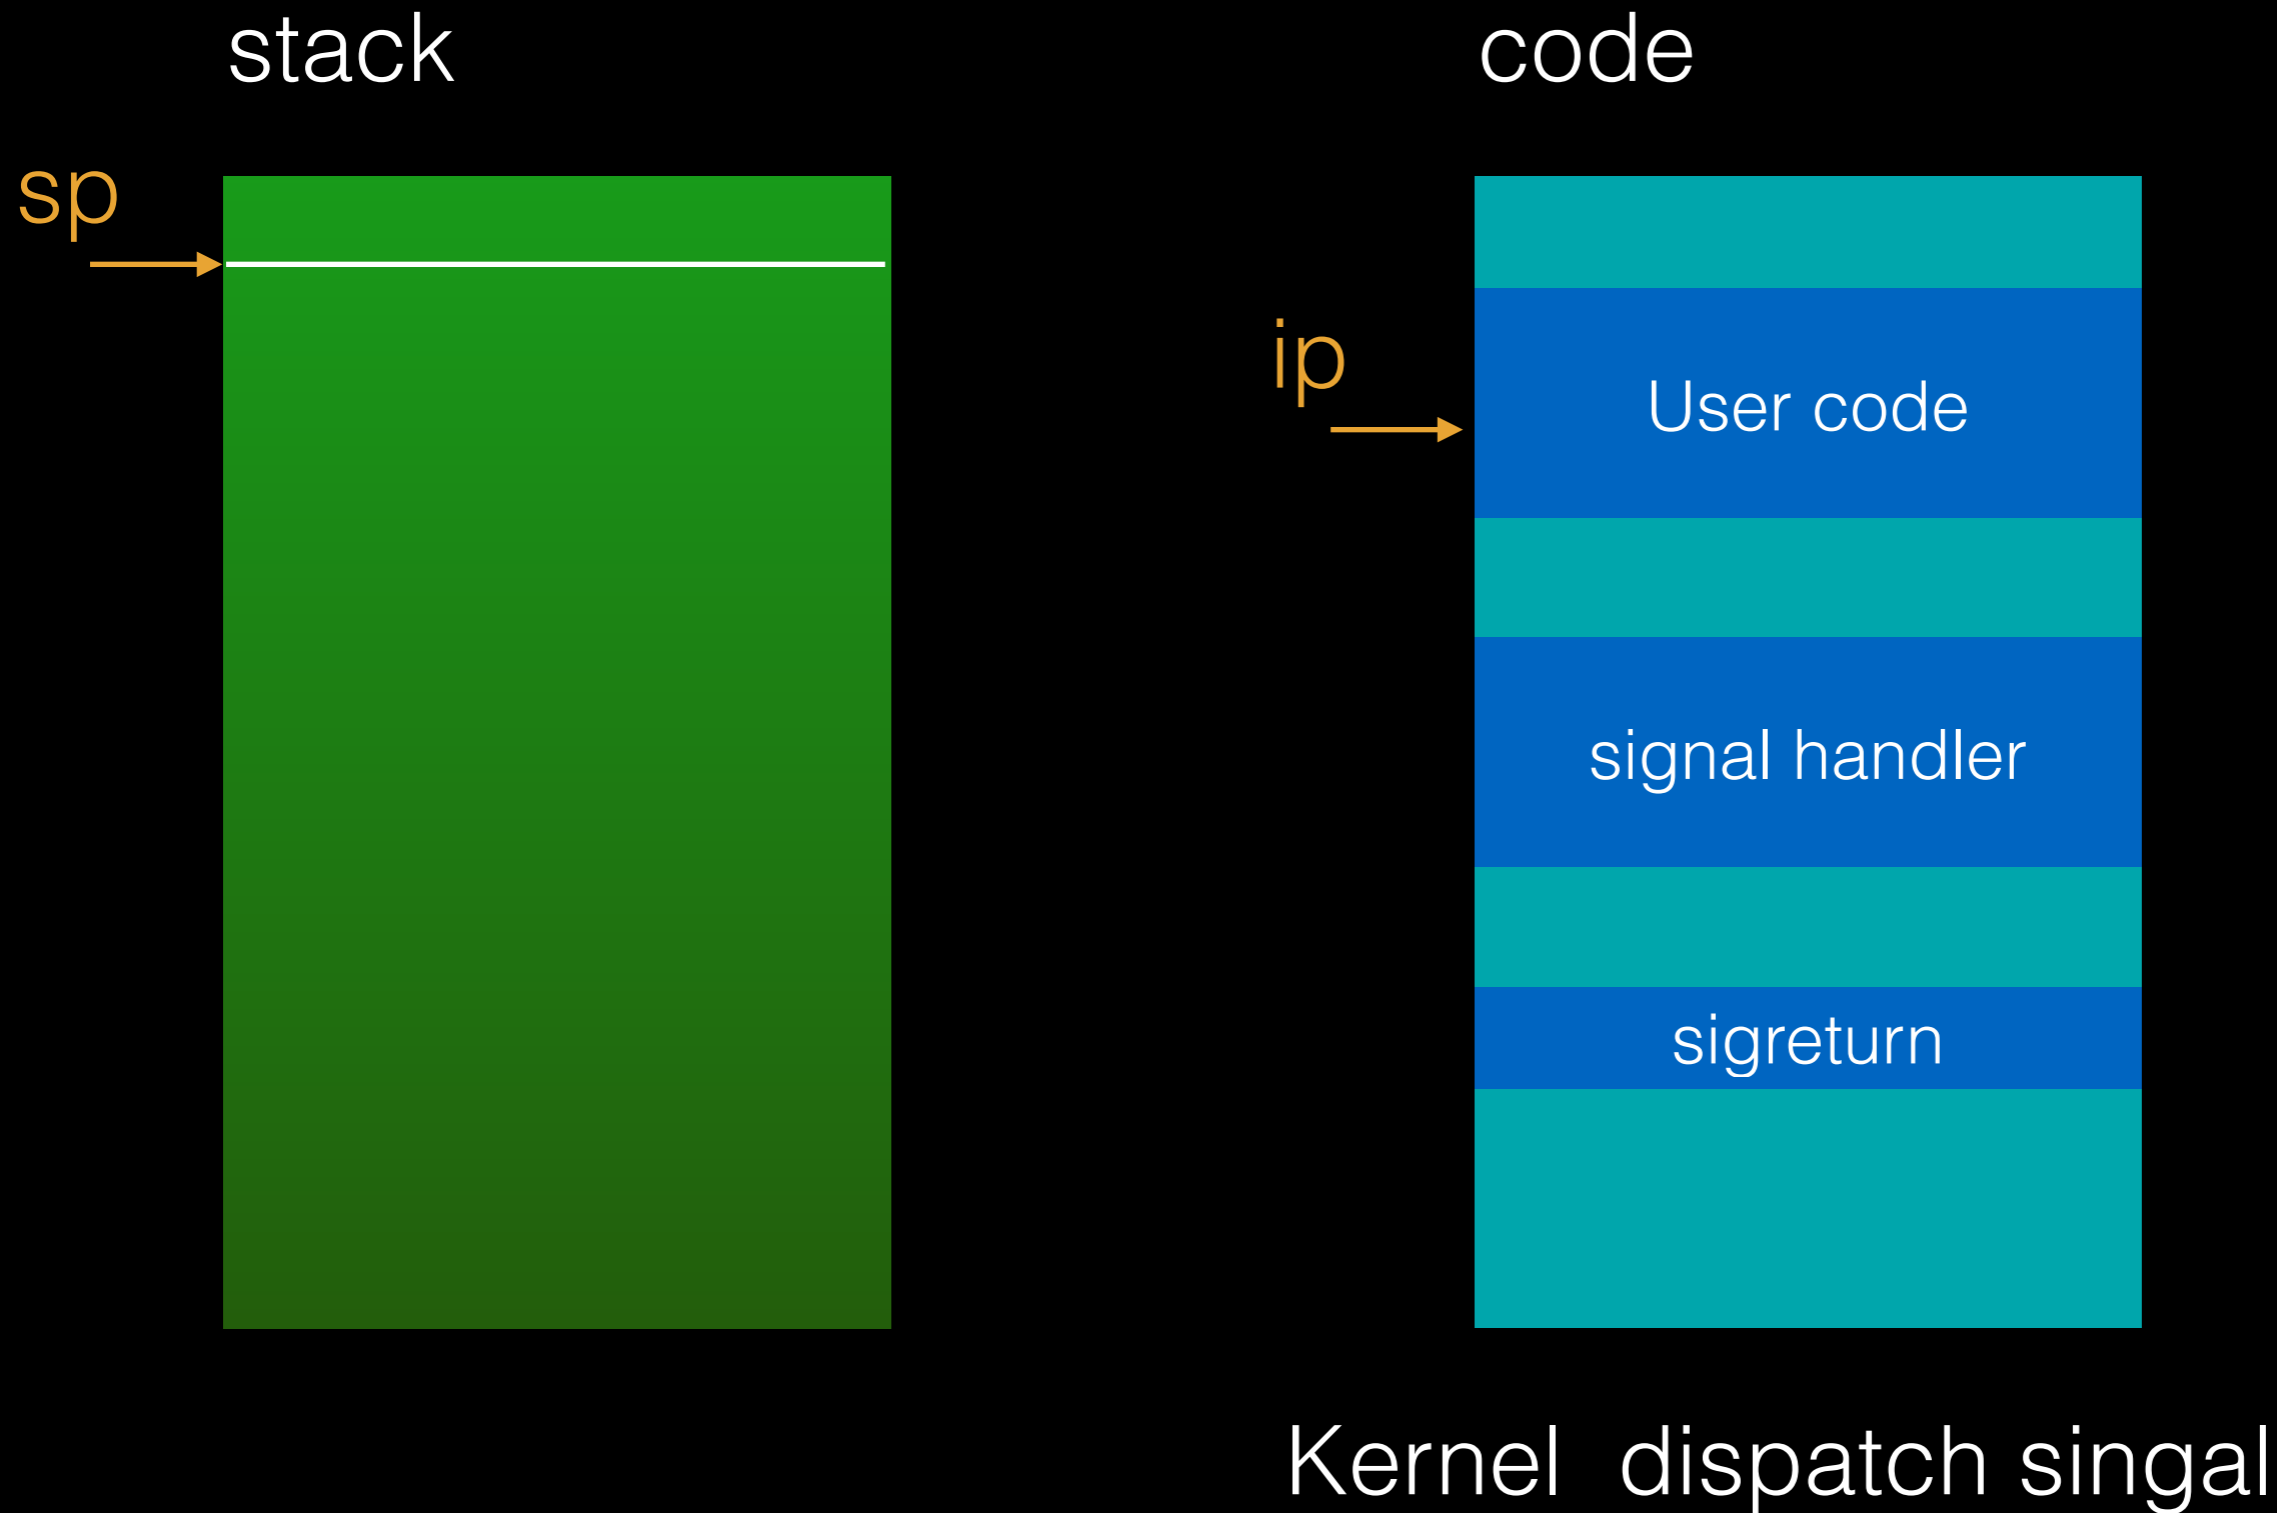 stack
code
sp
ip
User code
signal handler
sigreturn
Kernel dispatch singal